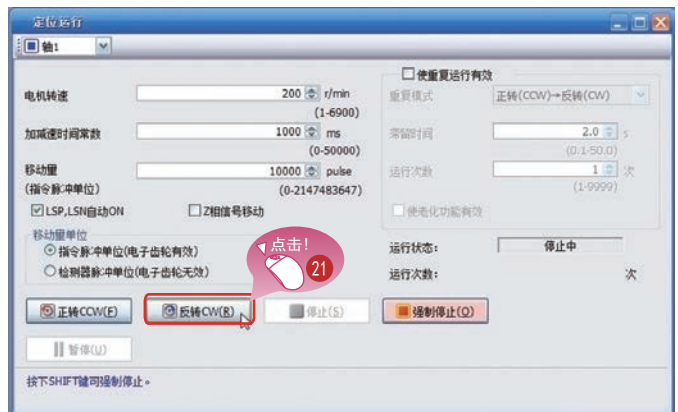 定位运行
轴1
电机转速 200 r/min
(1-6900)
加减速时间常数 1000 ms
(0-50000)
移动量 10000 pulse
(指令脉冲单位) (0-2147483647)
LSP,LSN自动ON Z相信号移动
移动量单位
指令脉冲单位(电子齿轮有效)
检测器脉冲单位(电子齿轮无效)
使重复运行有效
重复模式 正转(CCW)→反转(CW)
滞留时间 2.0 s
(0.1-50.0)
运行次数 1 次
(1-9999)
使老化功能有效
运行状态: 停止中
运行次数: 次
点击!
21
正转CCW(F) 反转CW(R) 停止(S) 强制停止(O)
暂停(U)
按下SHIFT键可强制停止。